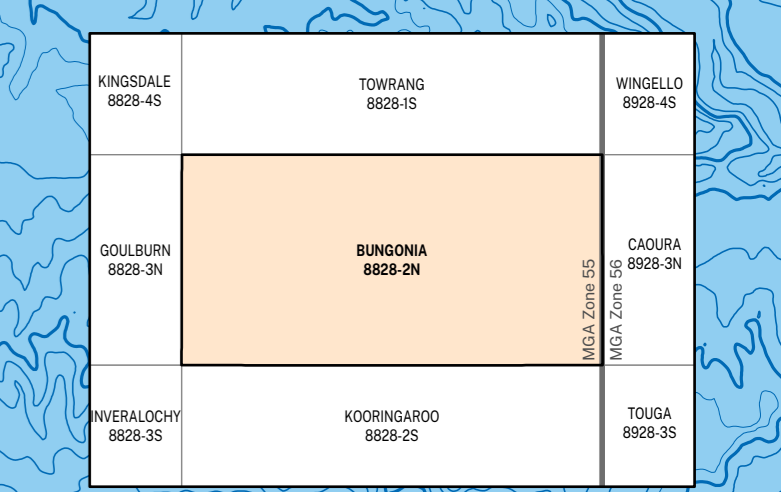 KINGSDALE
8828-4S
TOWRANG
8828-1S
WINGELLO
8928-4S
GOULBURN
8828-3N
BUNGONIA
8828-2N
CAOURA
8928-3N
MGA Zone 55
MGA Zone 56
INVERALOCHY
8828-3S
KOORINGAROO
8828-2S
TOUGA
8928-3S